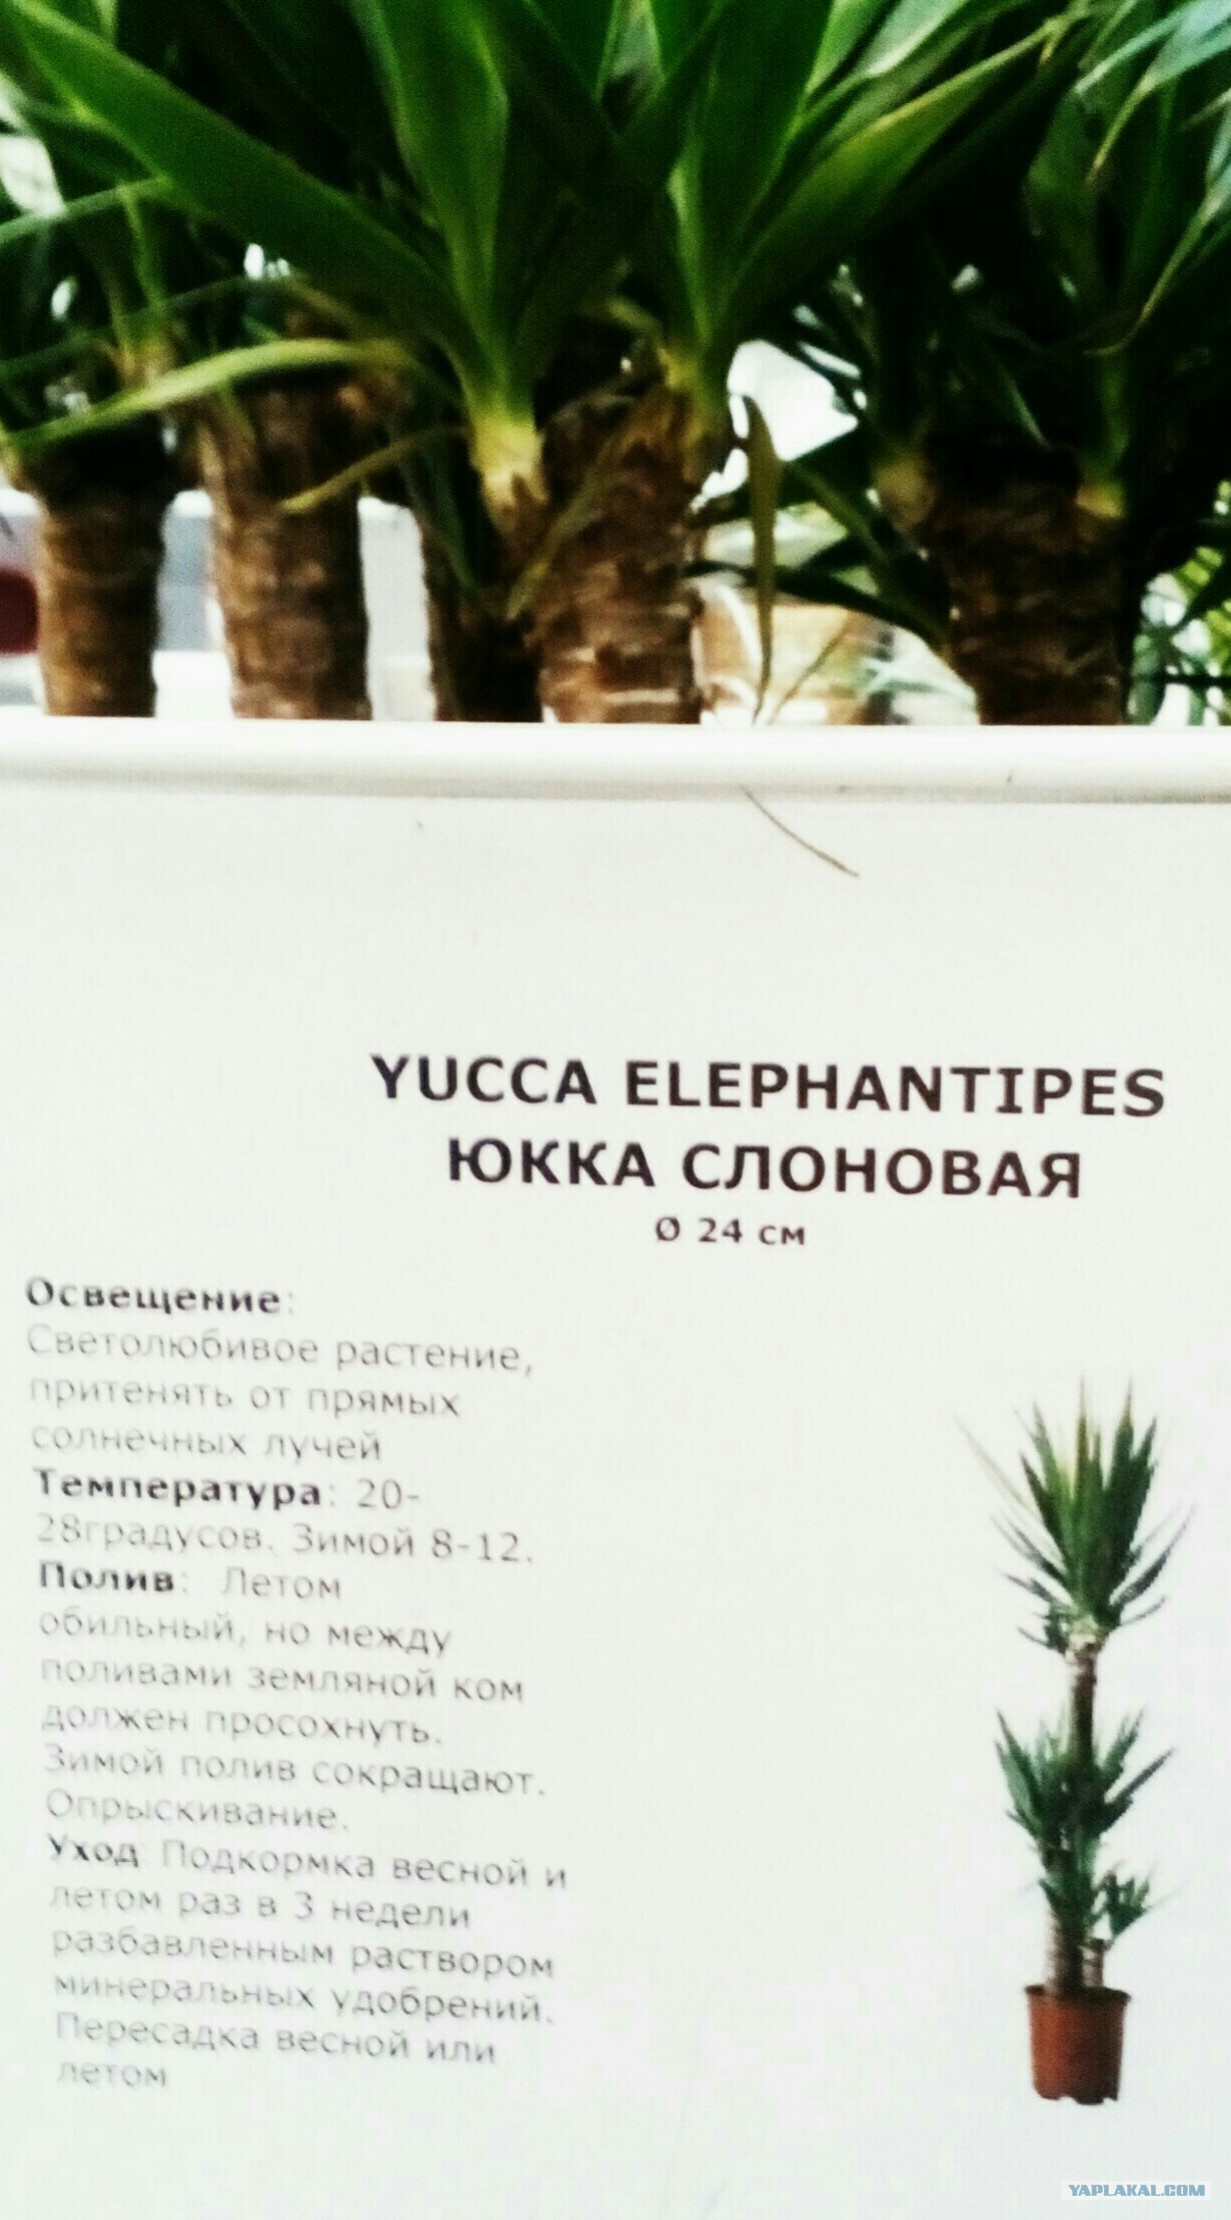 YUCCA ELEPHANTIPES
ЮККА СЛОНОВАЯ
Ø 24 см
Освещение:
Светолюбивое растение,
притенять от прямых
солнечных лучей
Температура: 20-
28градусов. Зимой 8-12.
Полив: Летом
обильный, но между
поливами земляной ком
должен просохнуть.
Зимой полив сокращают.
Опрыскивание.
Уход: Подкормка весной и
летом раз в 3 недели
разбавленным раствором
минеральных удобрений.
Пересадка весной или
летом
YAPLAKAL.COM